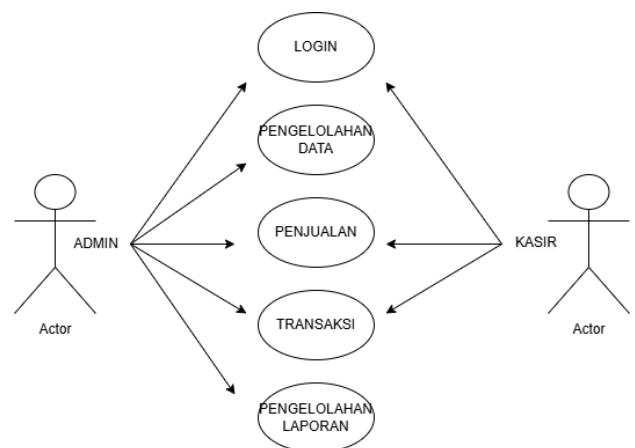 LOGIN
PENGELOLAHAN
DATA
ADMIN
PENJUALAN
KASIR
TRANSAKSI
Actor
Actor
PENGELOLAHAN
LAPORAN